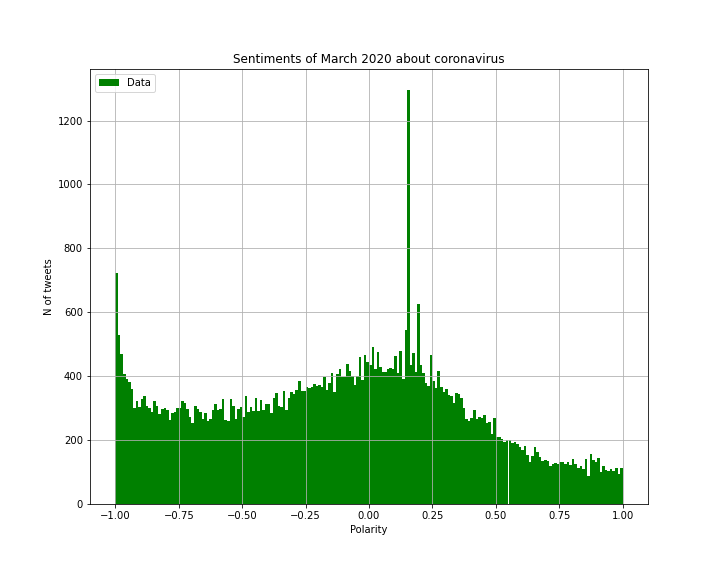 Sentiments of March 2020 about coronavirus
Data
N of tweets
1200
1000
800
600
400
200
0
−1.00 −0.75 −0.50 −0.25 0.00 0.25 0.50 0.75 1.00
Polarity